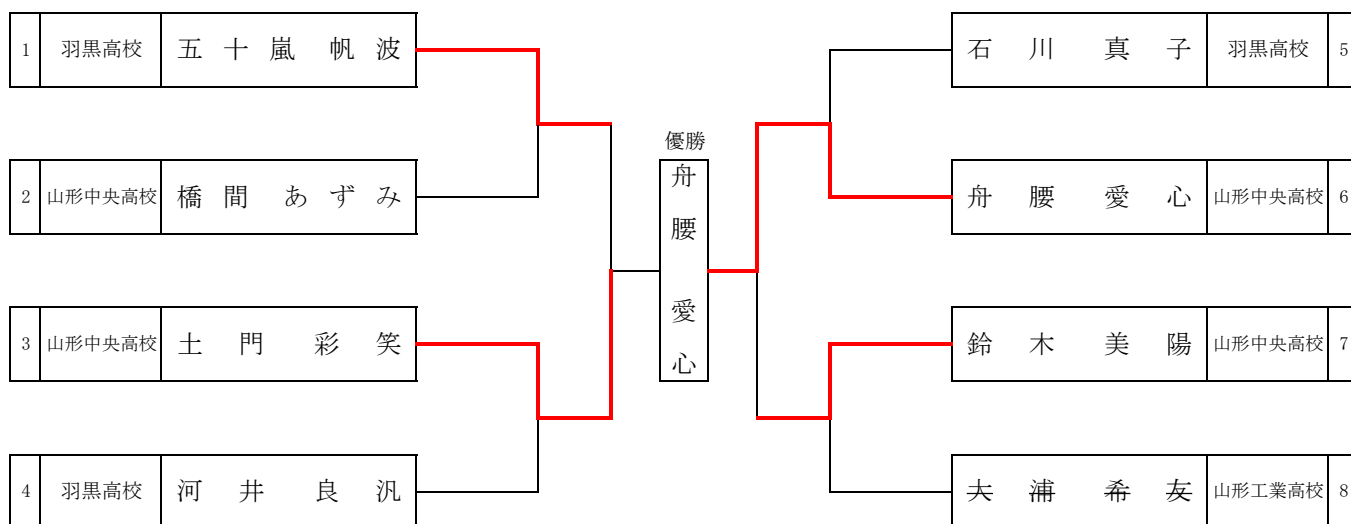 1 羽黒高校 五十嵐 帆波
2 山形中央高校 橋間 あずみ
3 山形中央高校 土門 彩笑
4 羽黒高校 河井 良汎
優勝
舟腰 愛心
石川 真子 羽黒高校 5
舟腰 愛心 山形中央高校 6
鈴木 美陽 山形中央高校 7
大浦 希友 山形工業高校 8